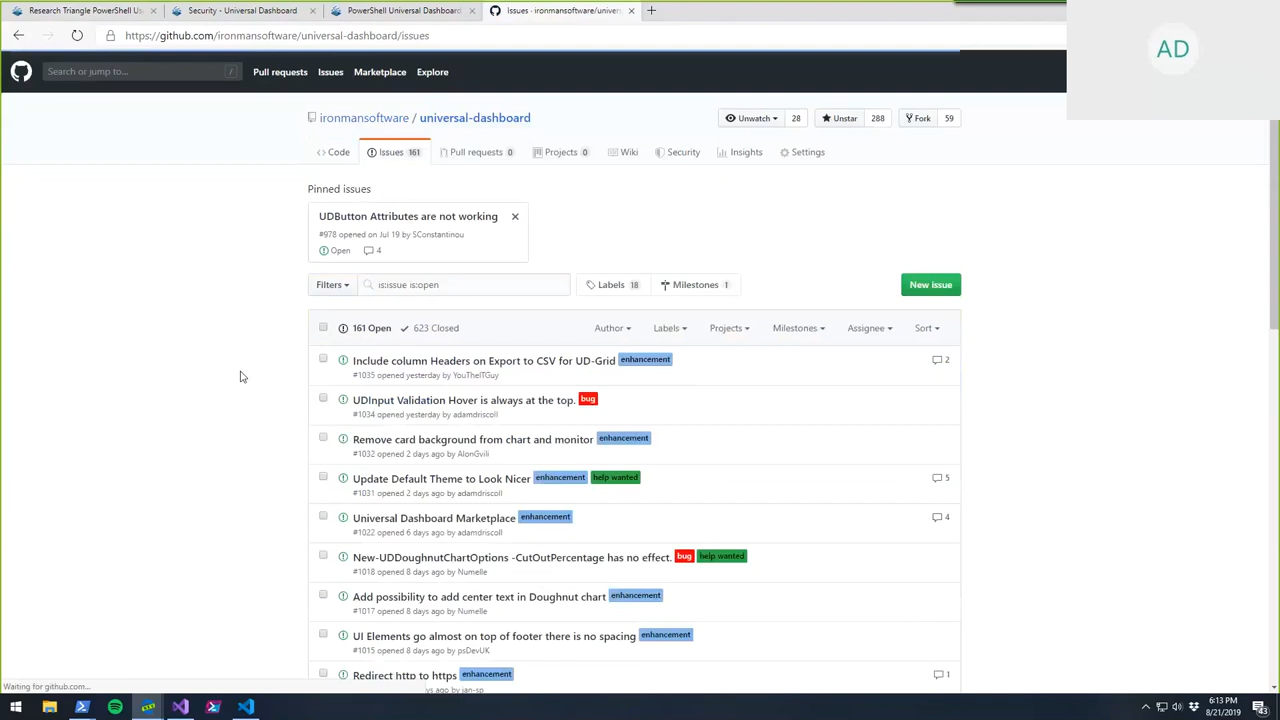 Research Triangle PowerShell Us
Security - Universal Dashboard
PowerShell Universal Dashboard
Issues · ironmansoftware/univer
https://github.com/ironmansoftware/universal-dashboard/issues
AD
Search or jump to...
/
Pull requests
Issues
Marketplace
Explore
ironmansoftware / universal-dashboard
Unwatch
28
Unstar
288
Fork
59
Code
Issues 161
Pull requests 0
Projects 0
Wiki
Security
Insights
Settings
Pinned issues
UDButton Attributes are not working
#978 opened on Jul 19 by SConstantinou
Open
4
Filters
is:issue is:open
Labels 18
Milestones 1
New issue
161 Open
623 Closed
Author
Labels
Projects
Milestones
Assignee
Sort
Include column Headers on Export to CSV for UD-Grid enhancement
2
#1035 opened yesterday by YouTheITGuy
UDInput Validation Hover is always at the top. bug
#1034 opened yesterday by adamdriscoll
Remove card background from chart and monitor enhancement
#1032 opened 2 days ago by AlonGvili
Update Default Theme to Look Nicer enhancement help wanted
5
#1031 opened 2 days ago by adamdriscoll
Universal Dashboard Marketplace enhancement
4
#1022 opened 6 days ago by adamdriscoll
New-UDDoughnutChartOptions -CutOutPercentage has no effect. bug help wanted
#1018 opened 8 days ago by Numelle
Add possibility to add center text in Doughnut chart enhancement
#1017 opened 8 days ago by Numelle
UI Elements go almost on top of footer there is no spacing enhancement
#1015 opened 8 days ago by psDevUK
Redirect http to https enhancement
1
ys ago by jan-sp
Waiting for github.com...
6:13 PM
8/21/2019
43